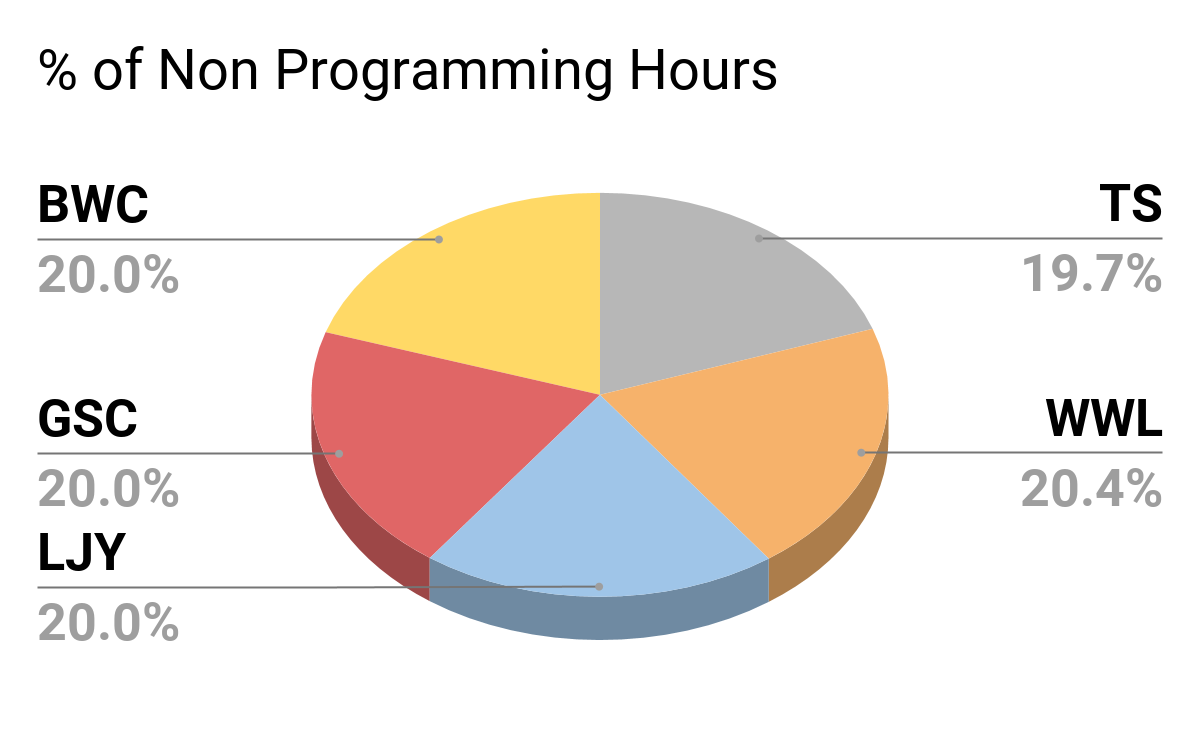 % of Non Programming Hours
BWC
20.0%
GSC
20.0%
LJY
20.0%
TS
19.7%
WWL
20.4%